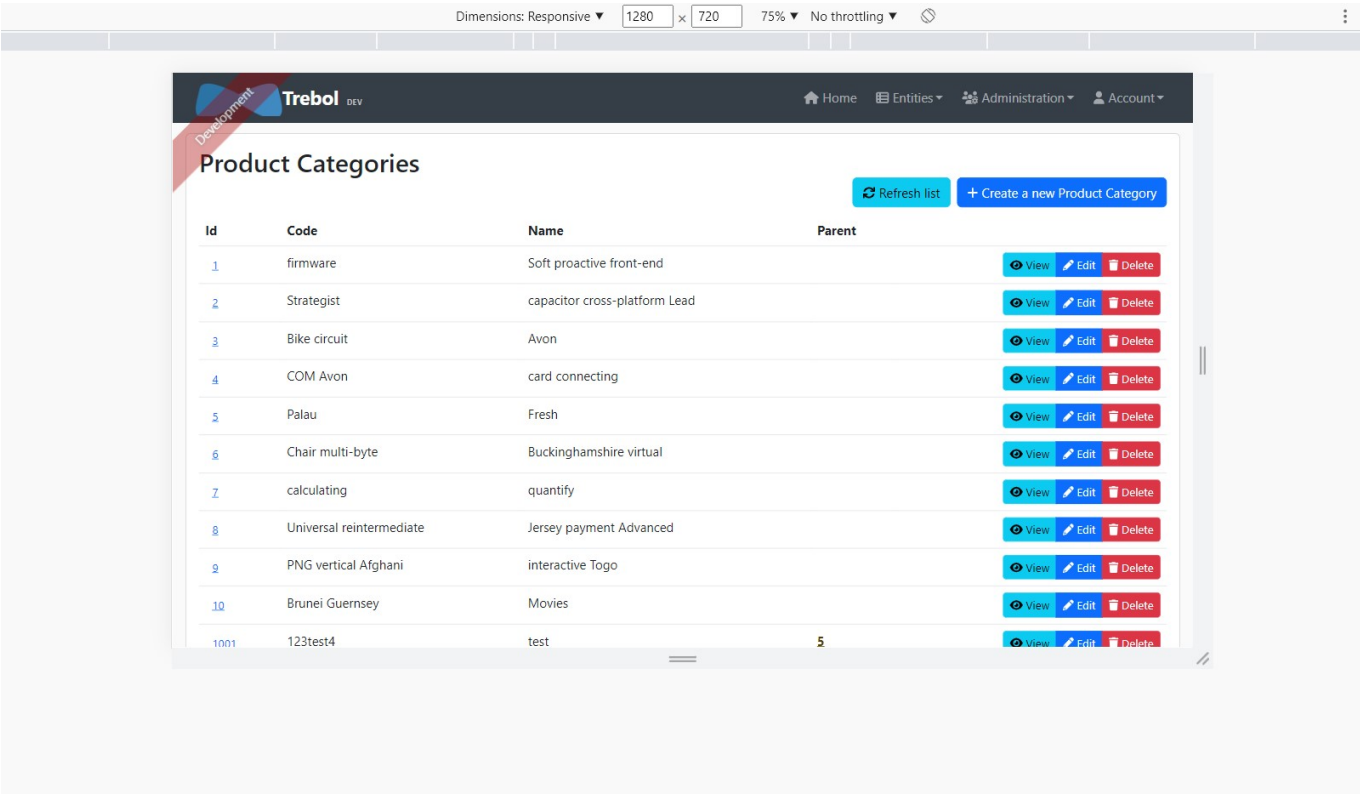 Dimensions: Responsive ▼ 1280 × 720 75% ▼ No throttling ▼
Development
Trebol DEV
Home Entities Administration Account
Product Categories
Refresh list + Create a new Product Category
Id Code Name Parent
1 firmware Soft proactive front-end View Edit Delete
2 Strategist capacitor cross-platform Lead View Edit Delete
3 Bike circuit Avon View Edit Delete
4 COM Avon card connecting View Edit Delete
5 Palau Fresh View Edit Delete
6 Chair multi-byte Buckinghamshire virtual View Edit Delete
7 calculating quantify View Edit Delete
8 Universal reintermediate Jersey payment Advanced View Edit Delete
9 PNG vertical Afghani interactive Togo View Edit Delete
10 Brunei Guernsey Movies View Edit Delete
1001 123test4 test 5 View Edit Delete